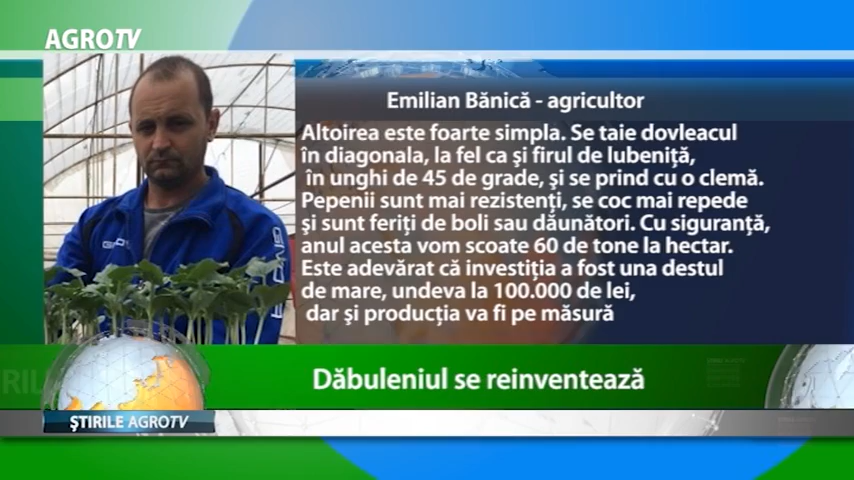 AGROTV
Emilian Bănică - agricultor
Altoirea este foarte simpla. Se taie dovleacul
în diagonala, la fel ca şi firul de lubeniţă,
în unghi de 45 de grade, şi se prind cu o clemă.
Pepenii sunt mai rezistenţi, se coc mai repede
şi sunt feriţi de boli sau dăunători. Cu siguranţă,
anul acesta vom scoate 60 de tone la hectar.
Este adevărat că investiţia a fost una destul
de mare, undeva la 100.000 de lei,
dar şi producţia va fi pe măsură
Dăbuleniul se reinventează
ŞTIRILE AGROTV